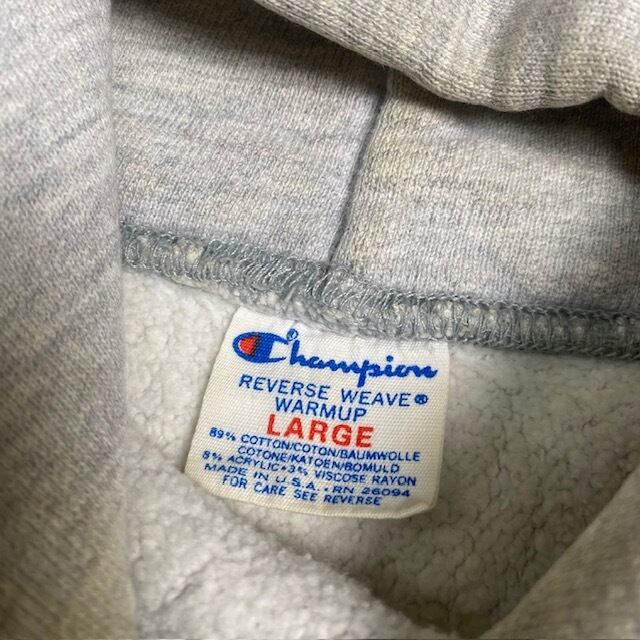 Champion
REVERSE WEAVE®
WARMUP
LARGE
89% COTTON/COTON/BAUMWOLLE
COTONE/KATOEN/BOMULD
8% ACRYLIC•3% VISCOSE RAYON
MADE IN U.S.A.•RN 26094
FOR CARE SEE REVERSE